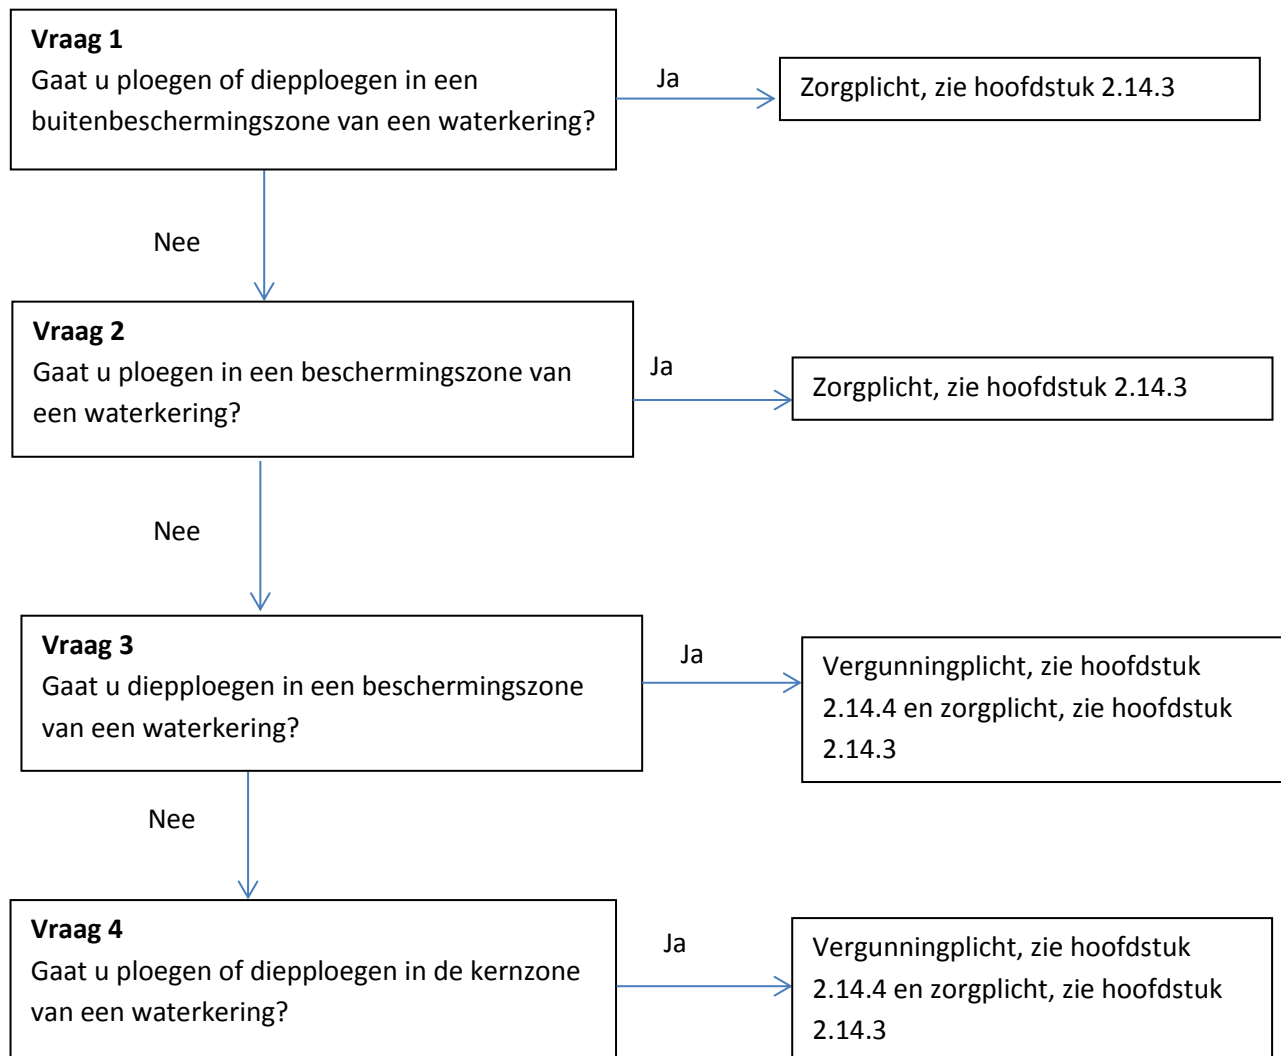 Vraag 1
Gaat u ploegen of diepploegen in een
buitenbeschermingszone van een waterkering?
Ja
Zorgplicht, zie hoofdstuk 2.14.3
Nee
Vraag 2
Gaat u ploegen in een beschermingszone van
een waterkering?
Ja
Zorgplicht, zie hoofdstuk 2.14.3
Nee
Vraag 3
Gaat u diepploegen in een beschermingszone
van een waterkering?
Ja
Vergunningplicht, zie hoofdstuk
2.14.4 en zorgplicht, zie hoofdstuk
2.14.3
Nee
Vraag 4
Gaat u ploegen of diepploegen in de kernzone
van een waterkering?
Ja
Vergunningplicht, zie hoofdstuk
2.14.4 en zorgplicht, zie hoofdstuk
2.14.3